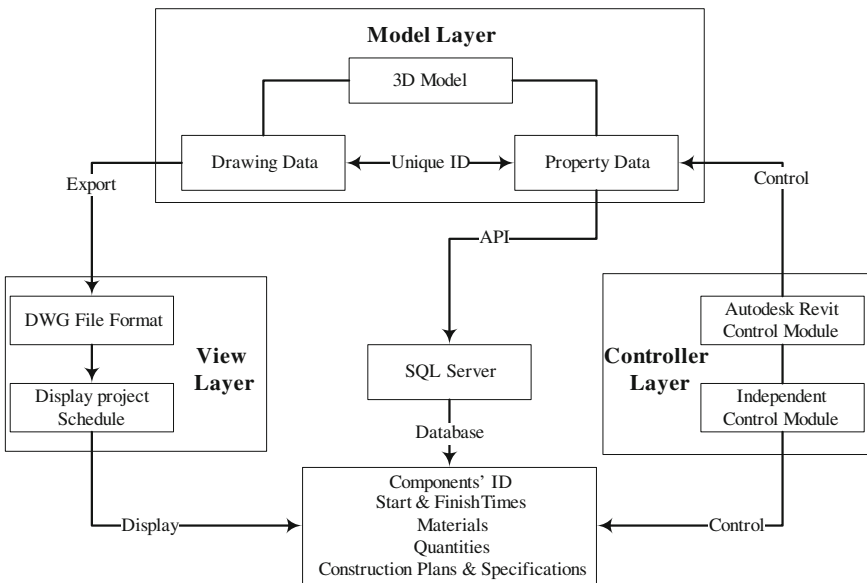 Model Layer
3D Model
Drawing Data
Unique ID
Property Data
Export
Control
API
DWG File Format
View
Layer
Display project
Schedule
SQL Server
Autodesk Revit
Control Module
Controller
Layer
Independent
Control Module
Database
Components’ ID
Start & FinishTimes
Materials
Quantities
Construction Plans & Specifications
Display
Control